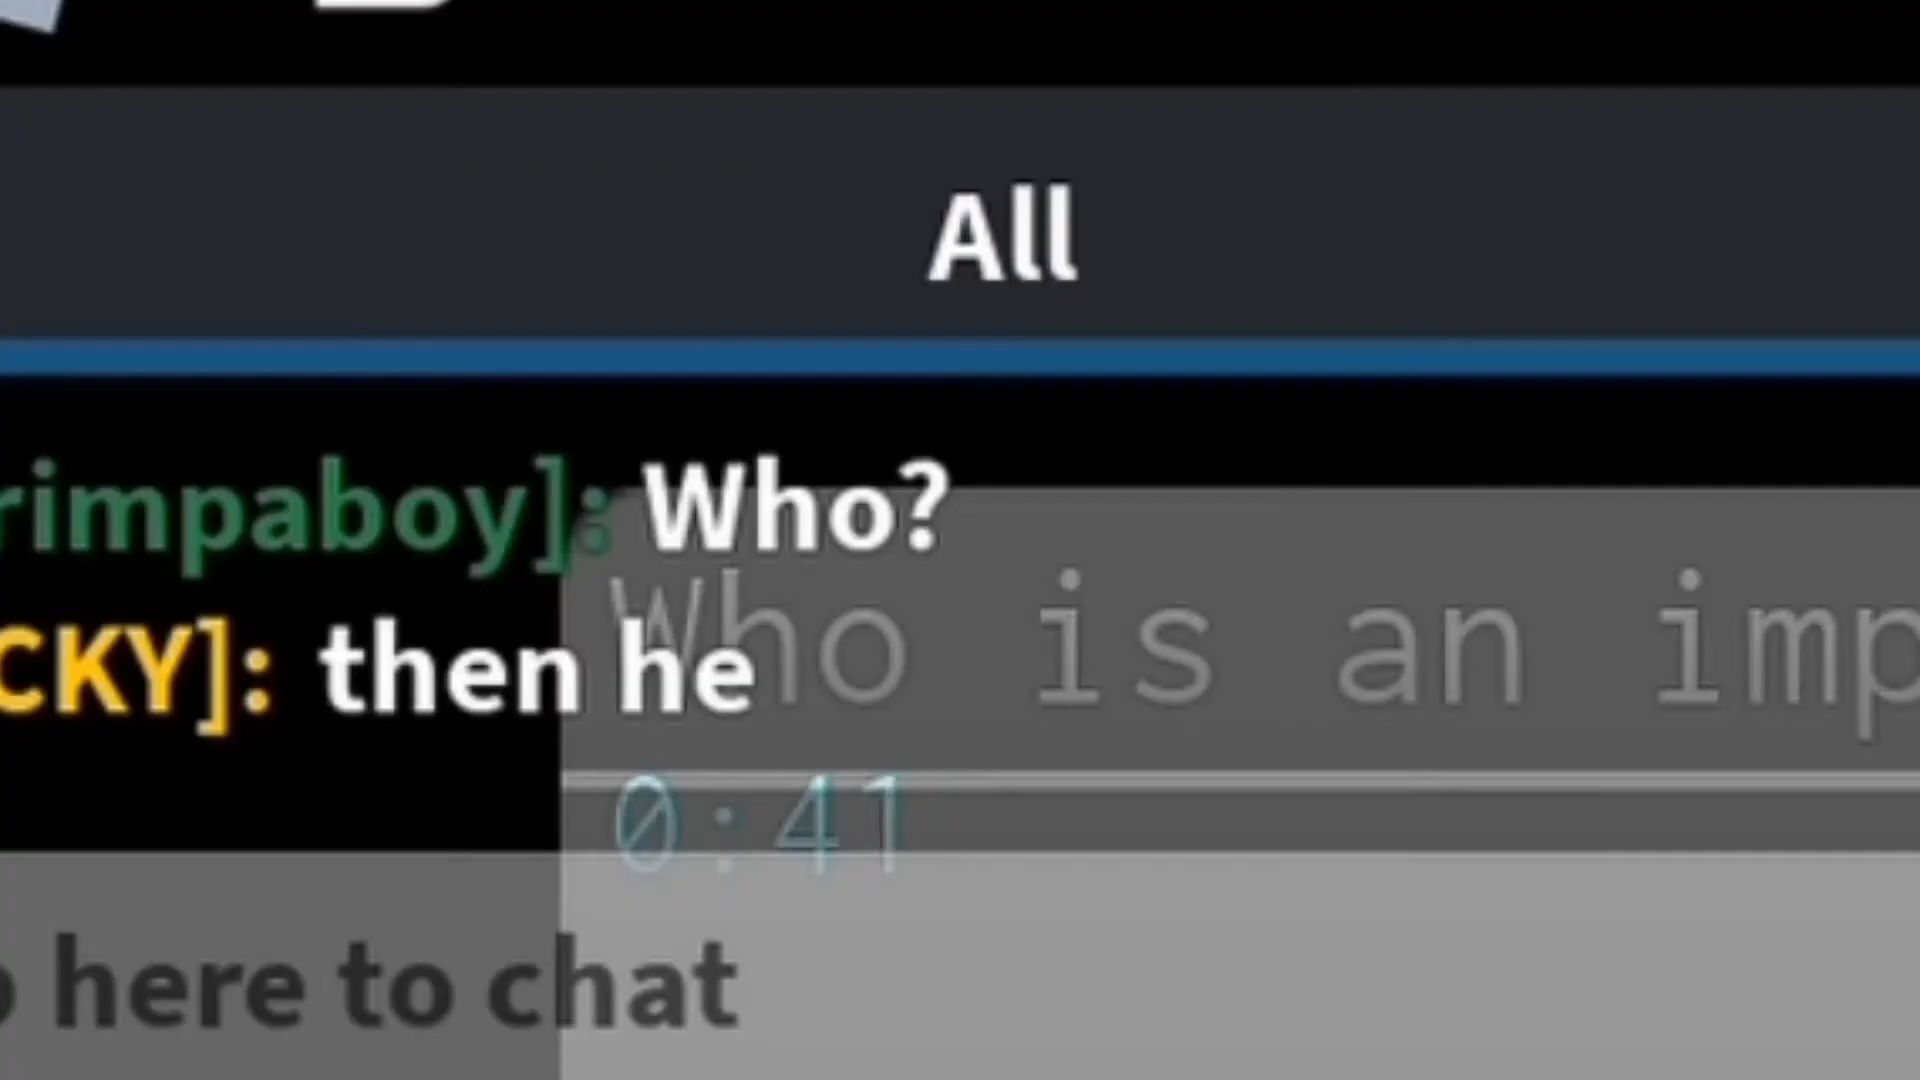 All
rimpaboy]: Who?
Who is an imp
CKY]: then he
0:41
here to chat